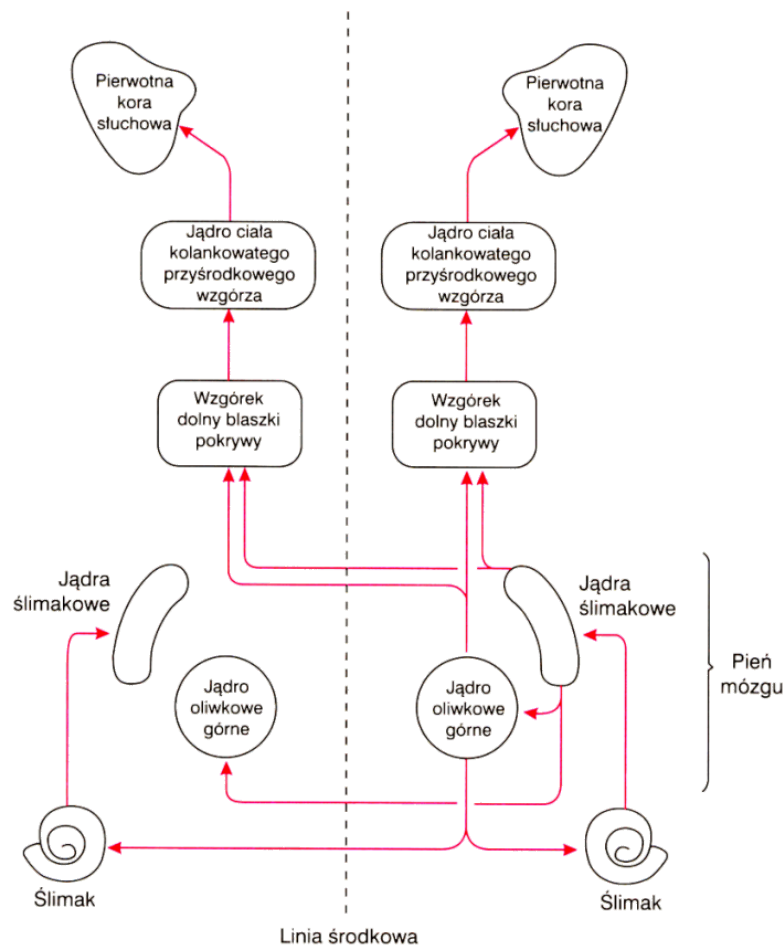 Pierwotna
kora
słuchowa
Pierwotna
kora
słuchowa
Jądro ciała
kolankowatego
przyśrodkowego
wzgórza
Jądro ciała
kolankowatego
przyśrodkowego
wzgórza
Wzgórek
dolny blaszki
pokrywy
Wzgórek
dolny blaszki
pokrywy
Jądra
ślimakowe
Jądra
ślimakowe
Jądro
oliwkowe
górne
Jądro
oliwkowe
górne
Pień
mózgu
Ślimak
Ślimak
Linia środkowa